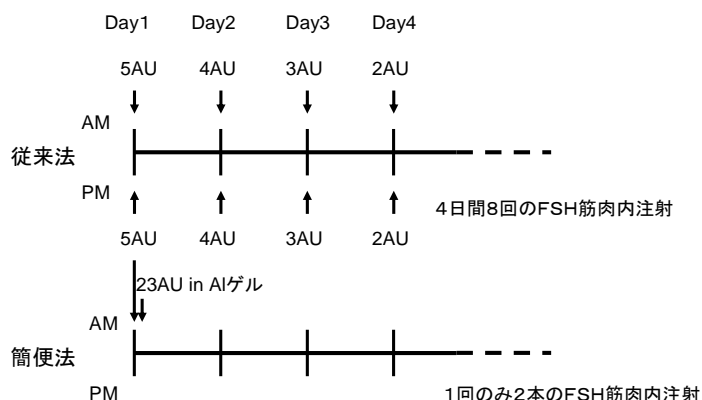 Day1 Day2 Day3 Day4
5AU 4AU 3AU 2AU
AM
従来法
PM
4日間8回のFSH筋肉内注射
5AU 4AU 3AU 2AU
23AU in Alゲル
AM
簡便法
PM
1回のみ2本のFSH筋肉内注射